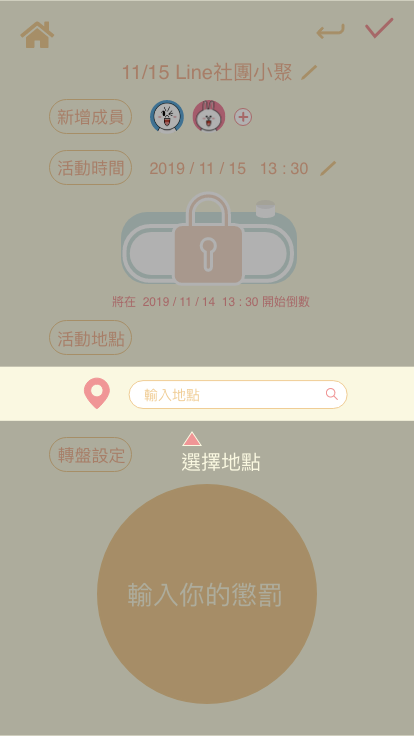 11/15 Line社團小聚
新增成員
活動時間 2019 / 11 / 15 13 : 30
將在 2019 / 11 / 14 13 : 30 開始倒數
活動地點
輸入地點
選擇地點
轉盤設定
輸入你的懲罰